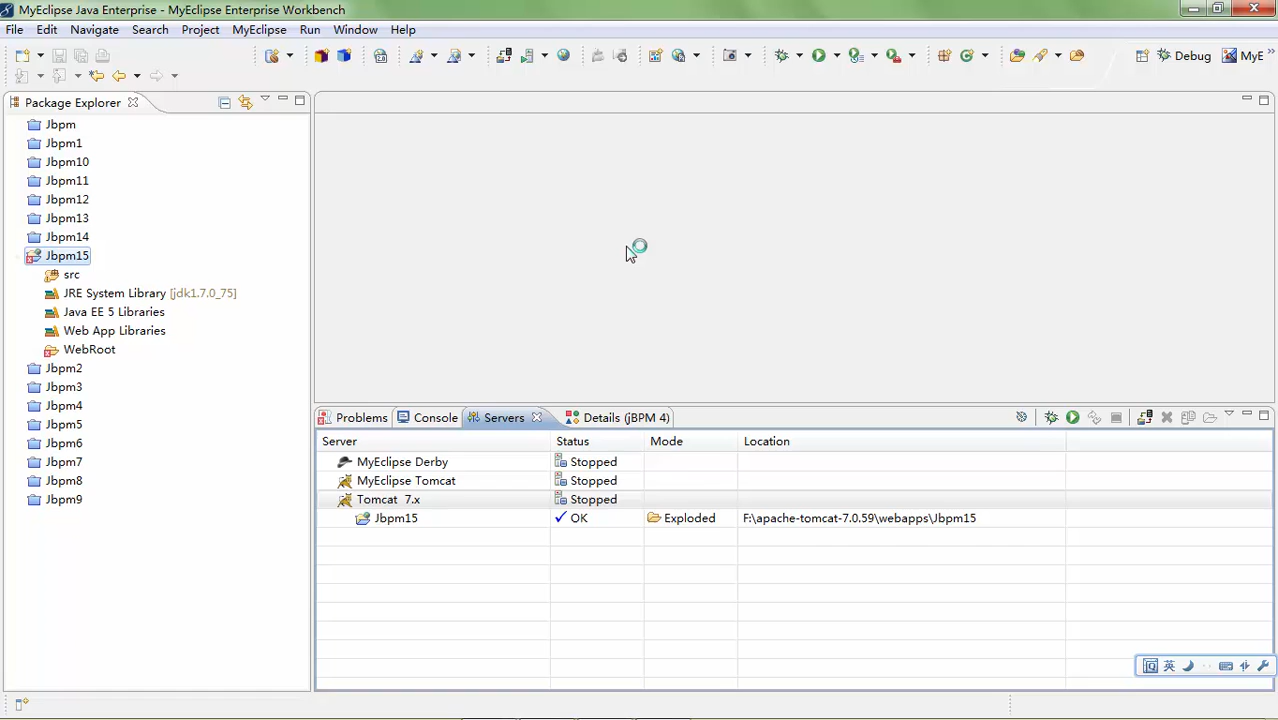 MyEclipse Java Enterprise - MyEclipse Enterprise Workbench
File Edit Navigate Search Project MyEclipse Run Window Help
Debug MyE
Package Explorer
Jbpm
Jbpm1
Jbpm10
Jbpm11
Jbpm12
Jbpm13
Jbpm14
Jbpm15
src
JRE System Library [jdk1.7.0_75]
Java EE 5 Libraries
Web App Libraries
WebRoot
Jbpm2
Jbpm3
Jbpm4
Jbpm5
Jbpm6
Jbpm7
Jbpm8
Jbpm9
Problems Console Servers Details (jBPM 4)
Server Status Mode Location
MyEclipse Derby Stopped
MyEclipse Tomcat Stopped
Tomcat 7.x Stopped
Jbpm15 OK Exploded F:\apache-tomcat-7.0.59\webapps\Jbpm15
英